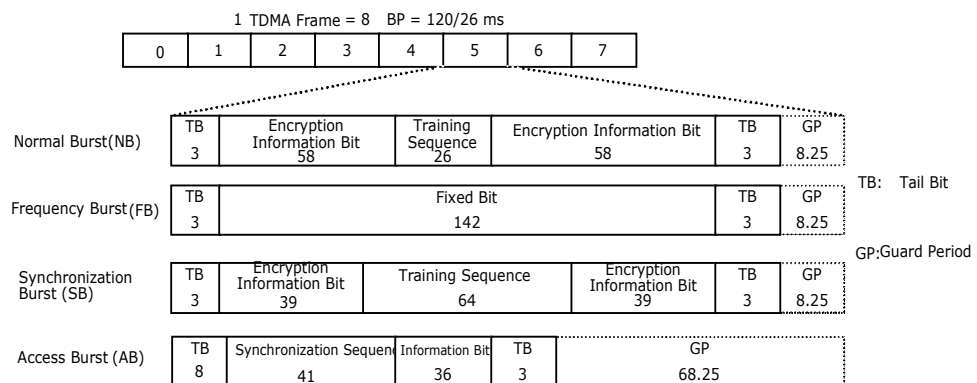 1 TDMA Frame = 8 BP = 120/26 ms
0 1 2 3 4 5 6 7
Normal Burst(NB)
TB Encryption Information Bit Training Sequence Encryption Information Bit TB GP
3 58 26 58 3 8.25
TB: Tail Bit
Frequency Burst(FB)
TB Fixed Bit TB GP
3 142 3 8.25
GP:Guard Period
Synchronization Burst (SB)
TB Encryption Information Bit Training Sequence Encryption Information Bit TB GP
3 39 64 39 3 8.25
Access Burst (AB)
TB Synchronization Sequen Information Bit TB GP
8 41 36 3 68.25